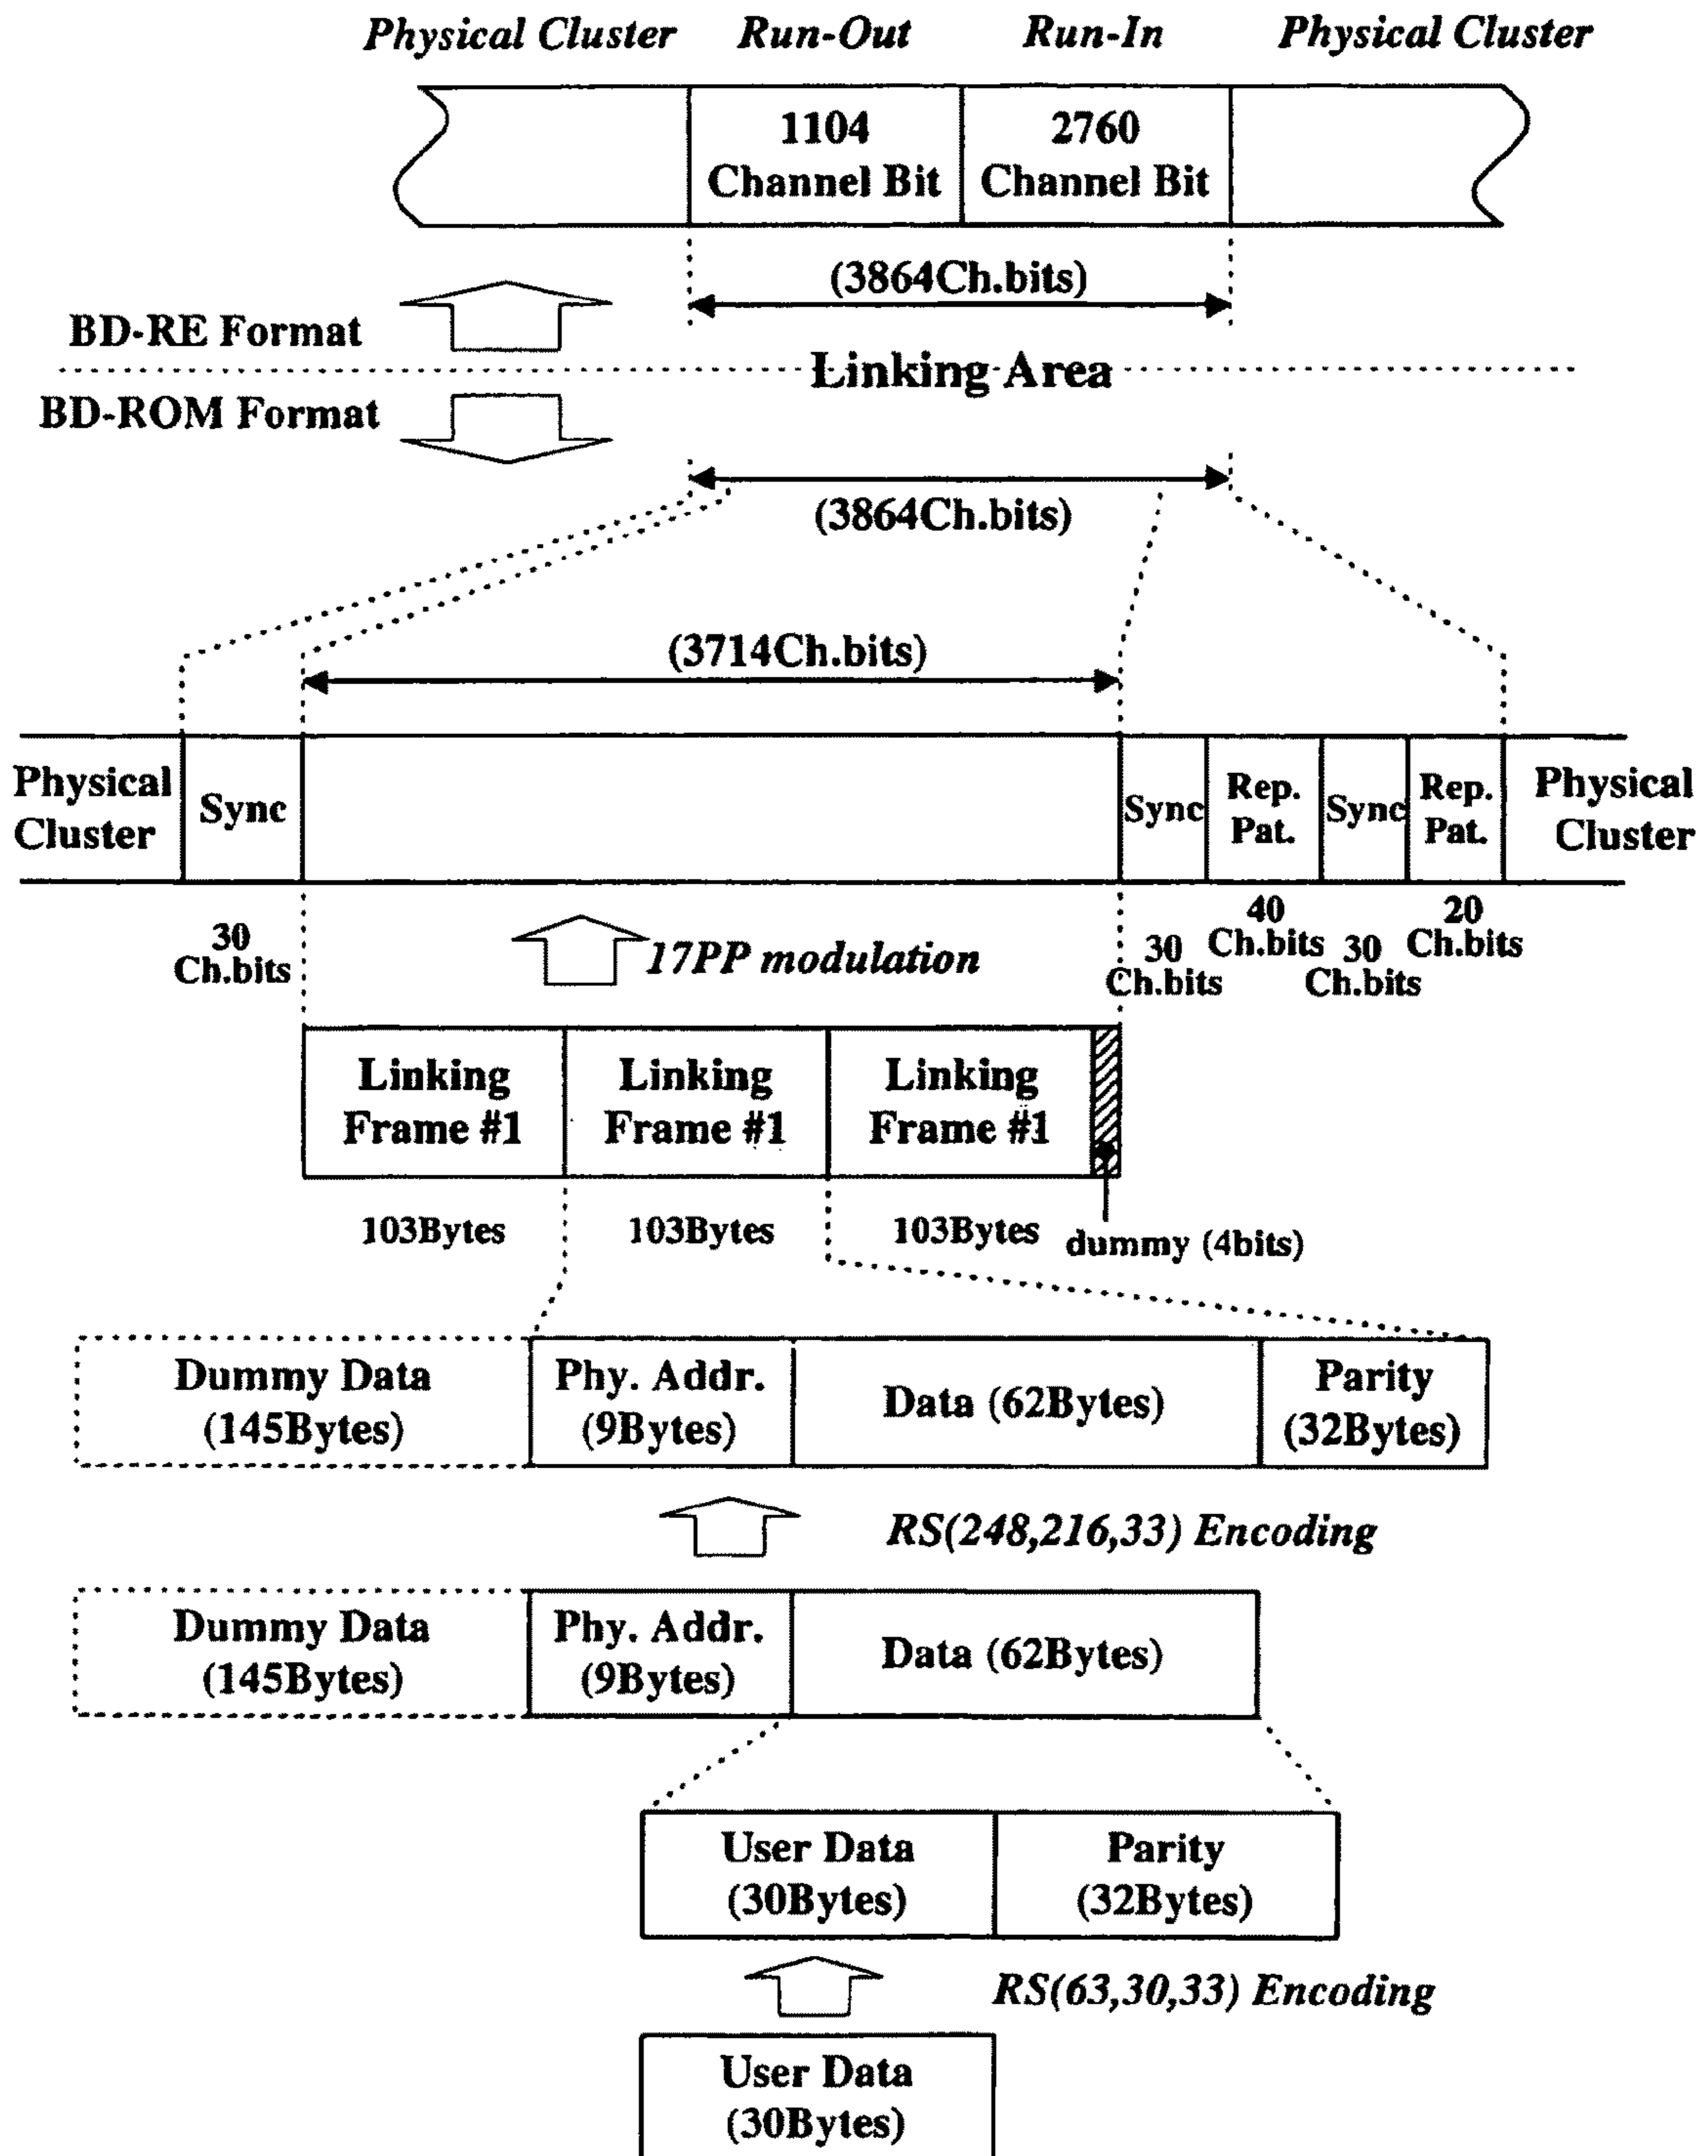 Physical Cluster Run-Out Run-In Physical Cluster
1104 2760
Channel Bit Channel Bit
(3864Ch.bits)
BD-RE Format
Linking Area
BD-ROM Format
(3864Ch.bits)
(3714Ch.bits)
Physical Cluster Sync Sync Rep. Pat. Sync Rep. Pat. Physical Cluster
30 Ch.bits 17PP modulation 30 Ch.bits 40 Ch.bits 30 Ch.bits 20 Ch.bits
Linking Linking Linking
Frame #1 Frame #1 Frame #1
103Bytes 103Bytes 103Bytes dummy (4bits)
Dummy Data Phy. Addr. Data (62Bytes) Parity
(145Bytes) (9Bytes) (32Bytes)
RS(248,216,33) Encoding
Dummy Data Phy. Addr. Data (62Bytes)
(145Bytes) (9Bytes)
User Data Parity
(30Bytes) (32Bytes)
RS(63,30,33) Encoding
User Data
(30Bytes)